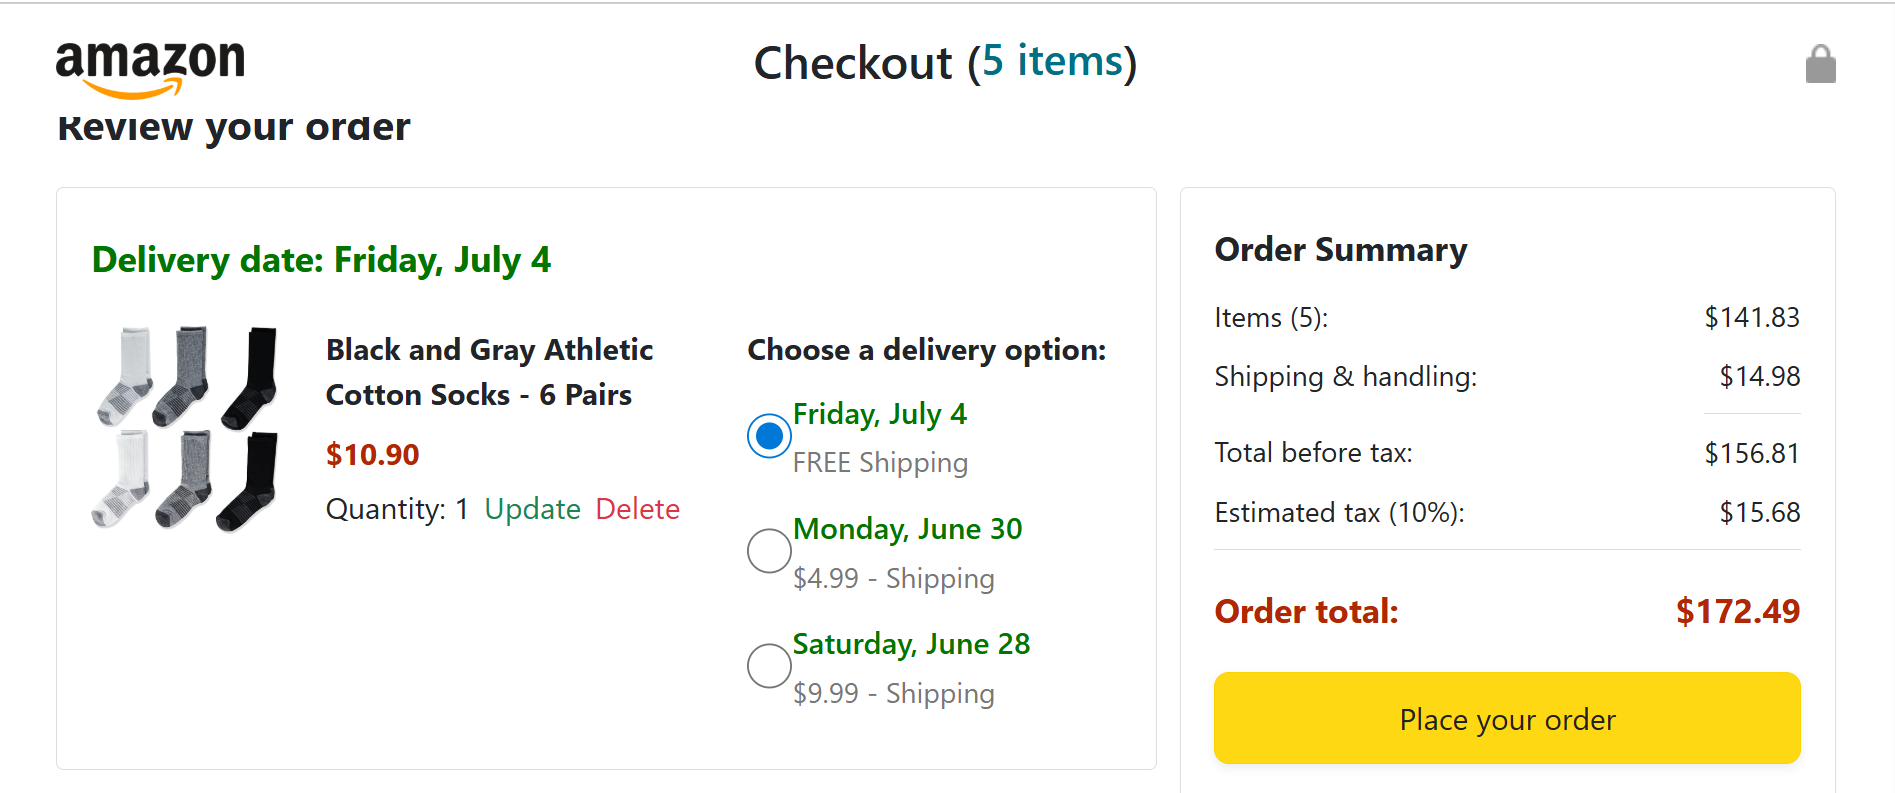 amazon
Checkout (5 items)
Review your order
Delivery date: Friday, July 4
Black and Gray Athletic
Cotton Socks - 6 Pairs
$10.90
Quantity: 1 Update Delete
Choose a delivery option:
Friday, July 4
FREE Shipping
Monday, June 30
$4.99 - Shipping
Saturday, June 28
$9.99 - Shipping
Order Summary
Items (5): $141.83
Shipping & handling: $14.98
Total before tax: $156.81
Estimated tax (10%): $15.68
Order total: $172.49
Place your order